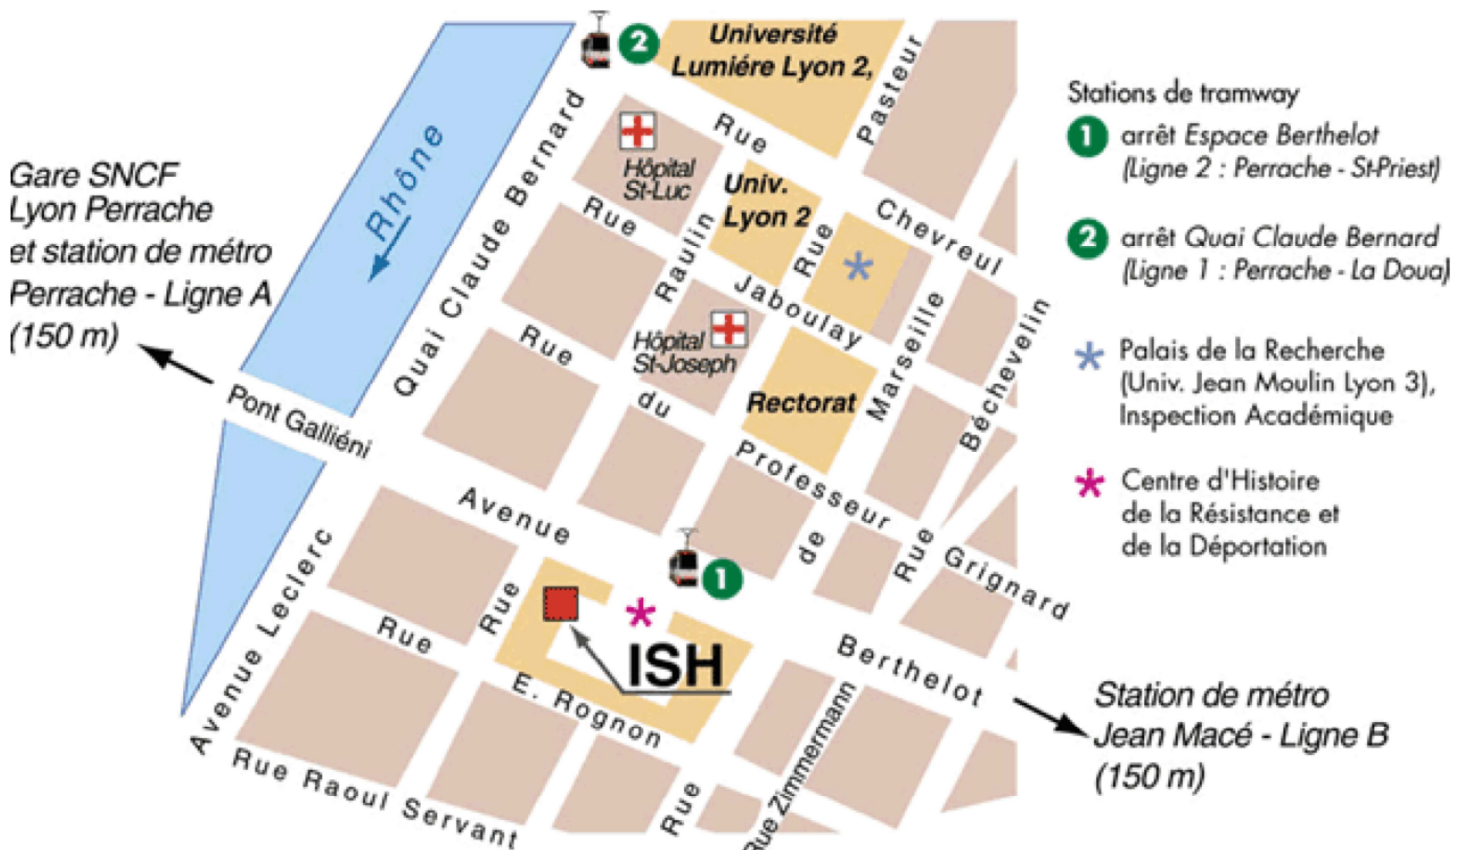 Université
Lumiére Lyon 2,
2
Pasteur
Rue
Hôpital
St-Luc
Univ.
Lyon 2
Rhône
Quai Claude Bernard
Gare SNCF
Lyon Perrache
et station de métro
Perrache - Ligne A
(150 m)
Rue
Raulin
Rue
Chevreul
Jaboulay
Hôpital
St-Joseph
Rue
du
Rectorat
Marseille
Béchevelin
Pont Galliéni
Professeur
Avenue
de
Rue
Grignard
1
Avenue Leclerc
Rue
Rue
ISH
E. Rognon
Berthelot
Rue Zimmermann
Rue Raoul Servant
Rue
Stations de tramway
1 arrêt Espace Berthelot
(Ligne 2 : Perrache - St-Priest)
2 arrêt Quai Claude Bernard
(Ligne 1 : Perrache - La Doua)
* Palais de la Recherche
(Univ. Jean Moulin Lyon 3),
Inspection Académique
* Centre d'Histoire
de la Résistance et
de la Déportation
Station de métro
Jean Macé - Ligne B
(150 m)